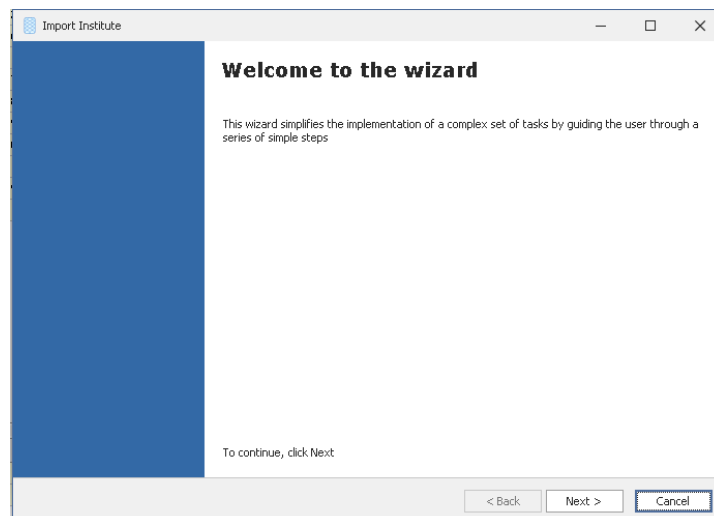 Import Institute
Welcome to the wizard
This wizard simplifies the implementation of a complex set of tasks by guiding the user through a
series of simple steps
To continue, click Next
< Back
Next >
Cancel